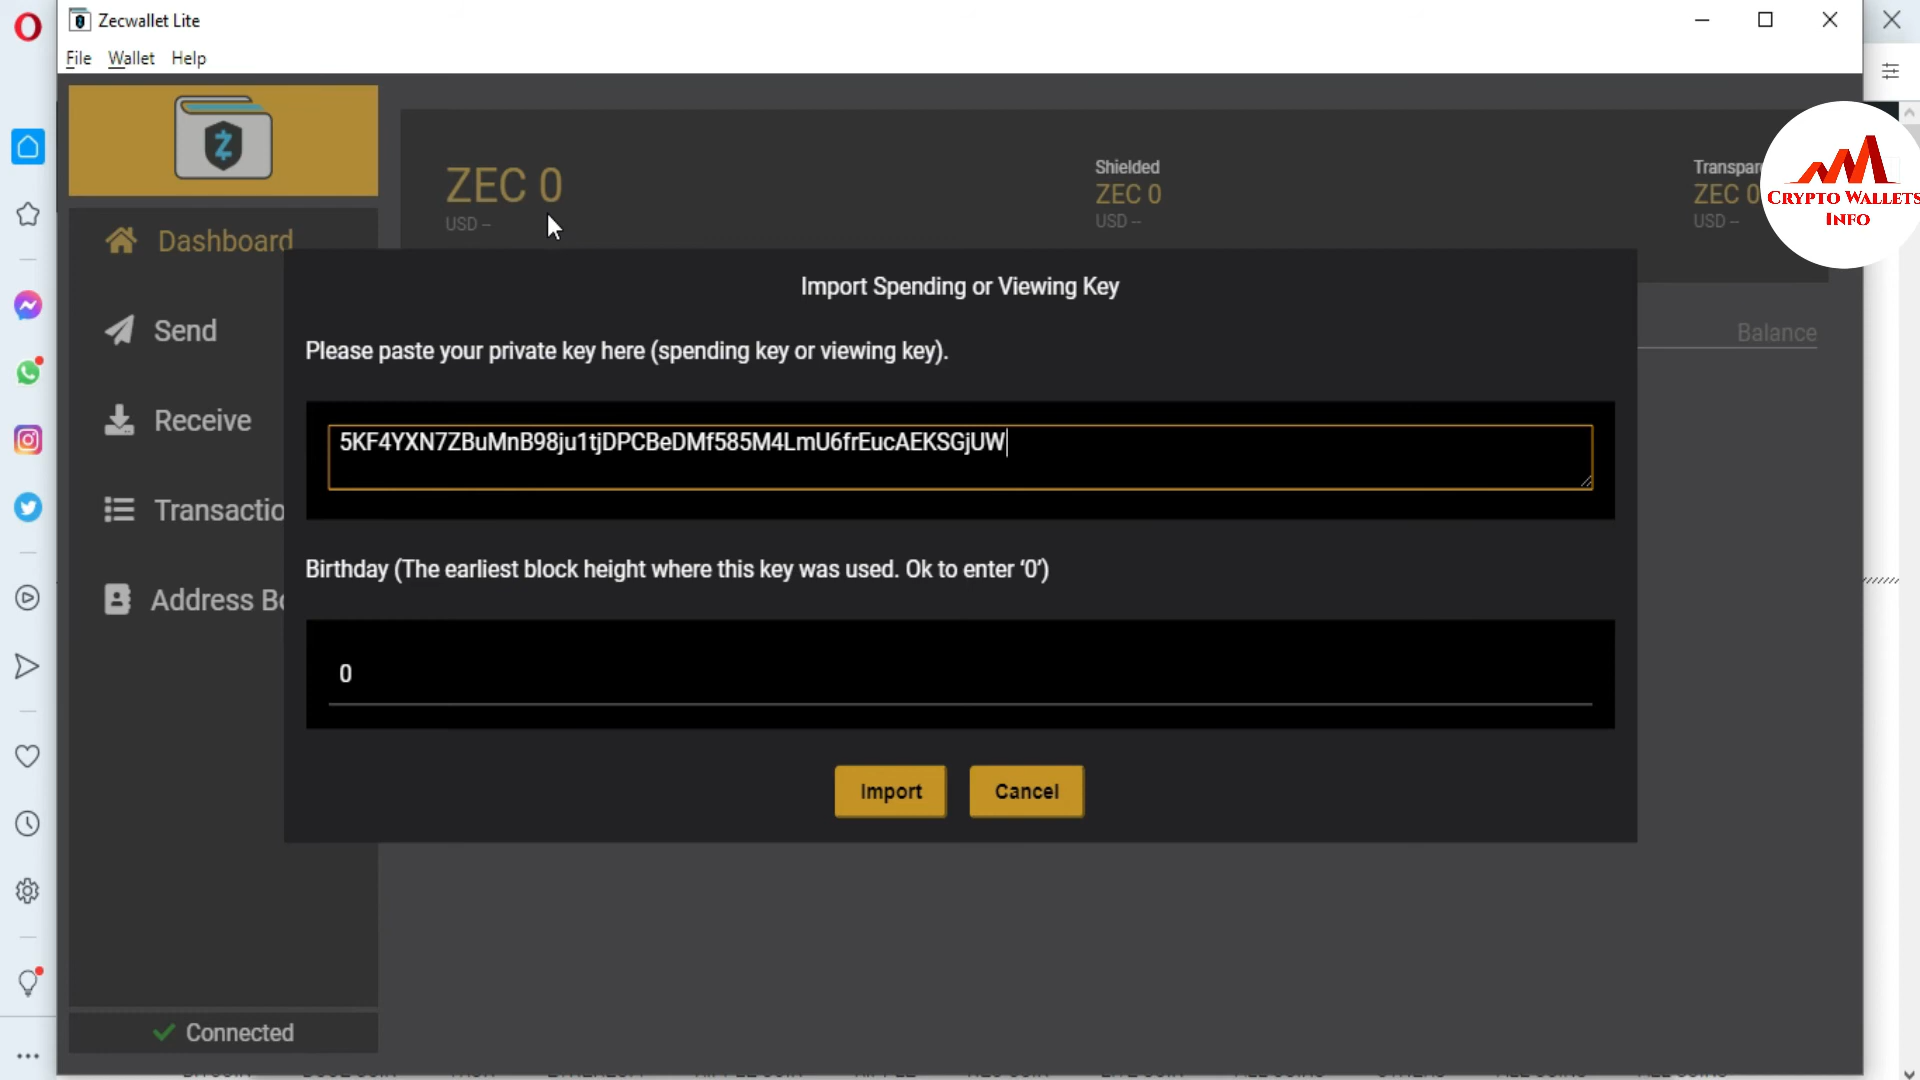 Zecwallet Lite
File Wallet Help
ZEC 0
USD --
Shielded
ZEC 0
USD --
ZEC 0
USD --
CRYPTO WALLETS
INFO
Dashboard
Send
Receive
Balance
Import Spending or Viewing Key
Please paste your private key here (spending key or viewing key).
5KF4YXN7ZBuMnB98ju1tjDPCBeDMf585M4LmU6frEucAEKSGjUW
Birthday (The earliest block height where this key was used. Ok to enter ‘0’)
0
Import Cancel
Transactio
Address Bo
Connected